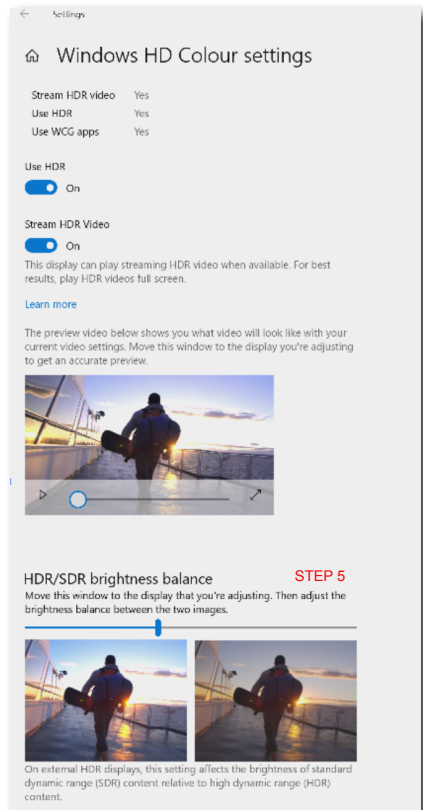 Settings
Windows HD Colour settings
Stream HDR video Yes
Use HDR Yes
Use WCG apps Yes
Use HDR
On
Stream HDR Video
On
This display can play streaming HDR video when available. For best
results, play HDR videos full screen.
Learn more
The preview video below shows you what video will look like with your
current video settings. Move this window to the display you're adjusting
to get an accurate preview.
HDR/SDR brightness balance STEP 5
Move this window to the display that you're adjusting. Then adjust the
brightness balance between the two images.
On external HDR displays, this setting affects the brightness of standard
dynamic range (SDR) content relative to high dynamic range (HDR)
content.